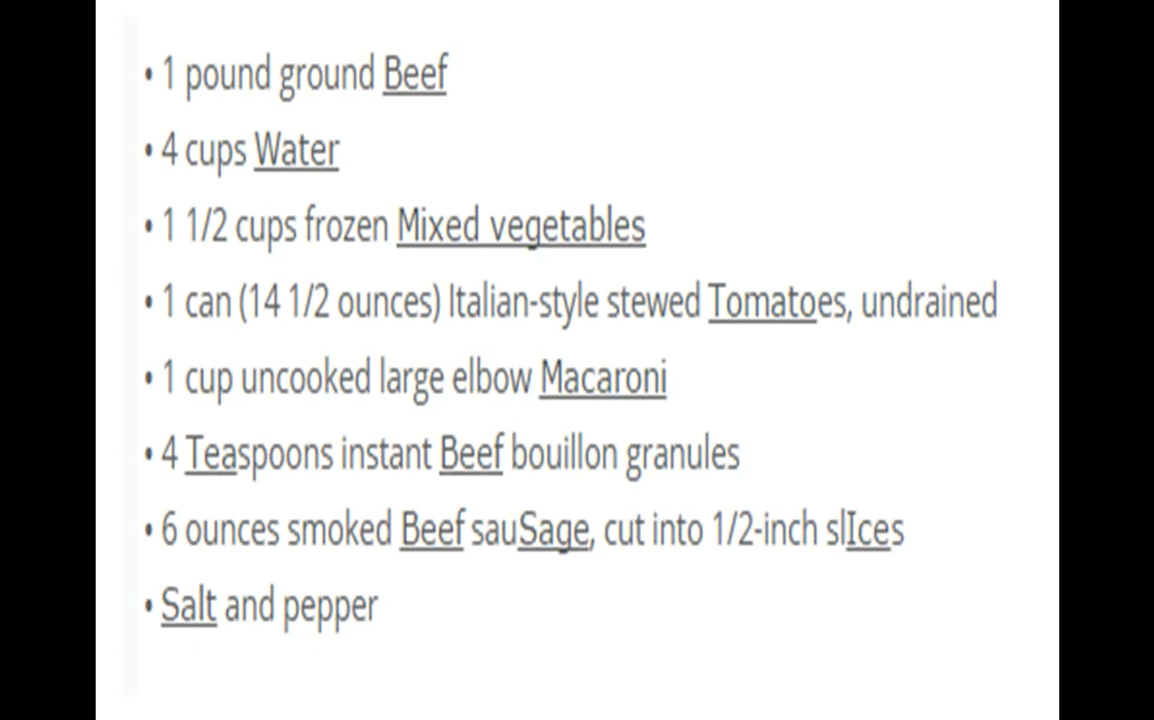 • 1 pound ground Beef
• 4 cups Water
• 1 1/2 cups frozen Mixed vegetables
• 1 can (14 1/2 ounces) Italian-style stewed Tomatoes, undrained
• 1 cup uncooked large elbow Macaroni
• 4 Teaspoons instant Beef bouillon granules
• 6 ounces smoked Beef sauSage, cut into 1/2-inch slIces
• Salt and pepper